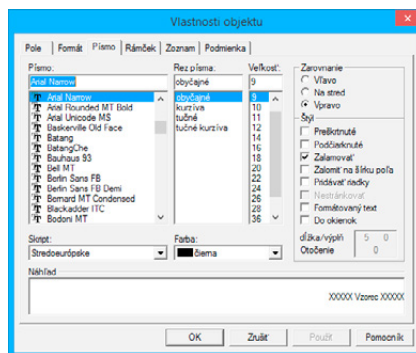 Vlastnosti objektu
Pole Formát Písmo Rámček Zoznam Podmienka
Písmo: Rez písma: Veľkosť: Zarovnanie
Arial Narrow obyčajné 9 Vľavo
Na stred
Arial Narrow obyčajné 9 Vpravo
Arial Rounded MT Bold kurzíva 10 Štýl
Arial Unicode MS tučné 11 Preškrtnuté
Baskerville Old Face tučné kurzíva 12 Podčiarknuté
Batang 14 Zalamovať
BatangChe 16 Zalomiť na šírku poľa
Bauhaus 93 18 Pridávať riadky
Bell MT 20 Nestránkovať
Berlin Sans FB 22 Formátovaný text
Berlin Sans FB Demi 24 Do okienok
Bernard MT Condensed 26
Blackadder ITC 28
Bodoni MT 36
Skript: Farba: dĺžka/výplň 5 0
Stredoeurópske čierna Otočenie 0
Náhľad
XXXXX Vzorec XXXXX
OK Zrušiť Použiť Pomocník